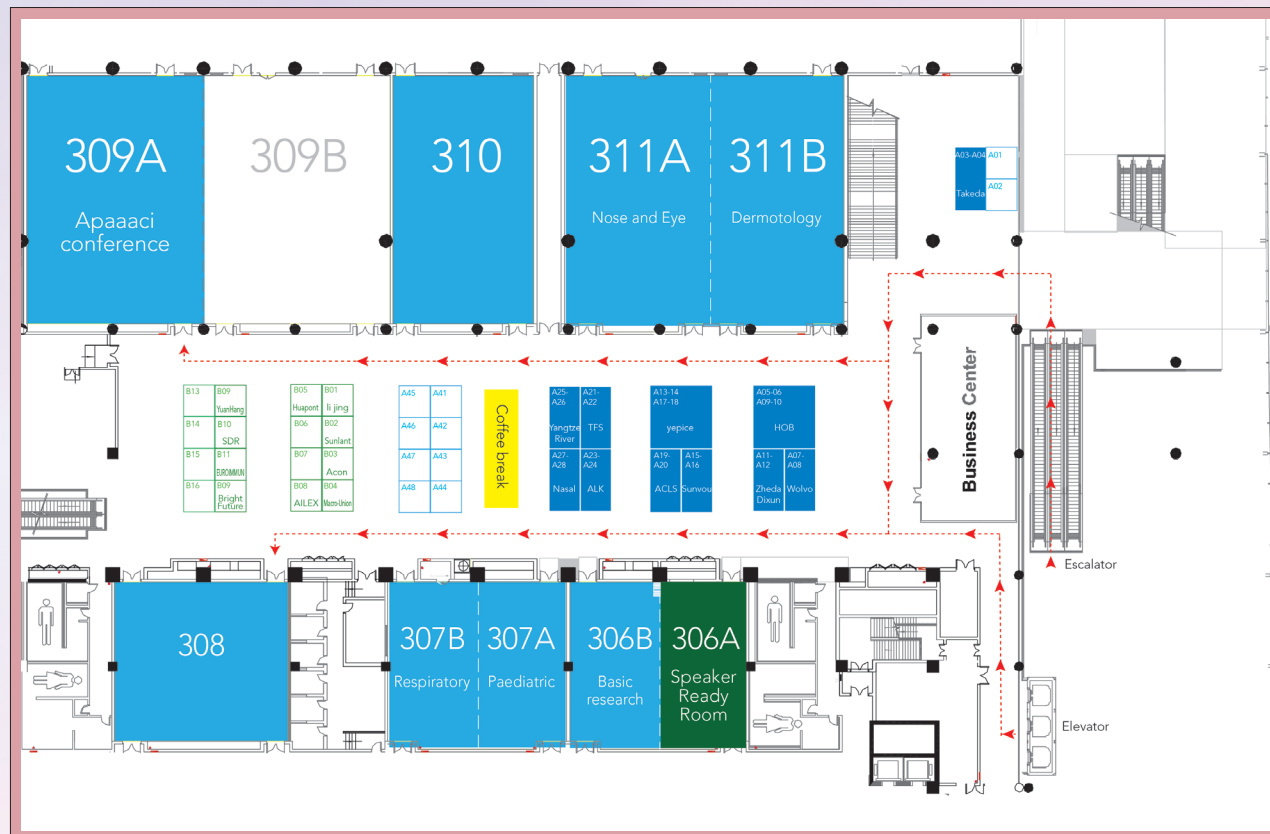 309A
Apaaaci
conference
309B
310
311A
Nose and Eye
311B
Dermotology
A03-A04
Takeda
A01
A02
B13
B09
YuanHang
B14
B10
SDR
B15
B11
EUROIMMUN
B16
B09
Bright
Future
B05
Huapont
B01
li jing
B06
B02
Sunlant
B07
B03
Acon
B08
AILEX
B04
Macro-Union
A45
A41
A46
A42
A47
A43
A48
A44
Coffee break
A25-
A26
Yangtze
River
A21-
A22
TFS
A27-
A28
Nasal
A23-
A24
ALK
A13-14
A17-18
yepice
A19-
A20
ACLS
A15-
A16
Sunvou
A05-06
A09-10
HOB
A11-
A12
Zheda
Dixun
A07-
A08
Wolvo
Business Center
Escalator
308
307B
Respiratory
307A
Paediatric
306B
Basic
research
306A
Speaker
Ready
Room
Elevator